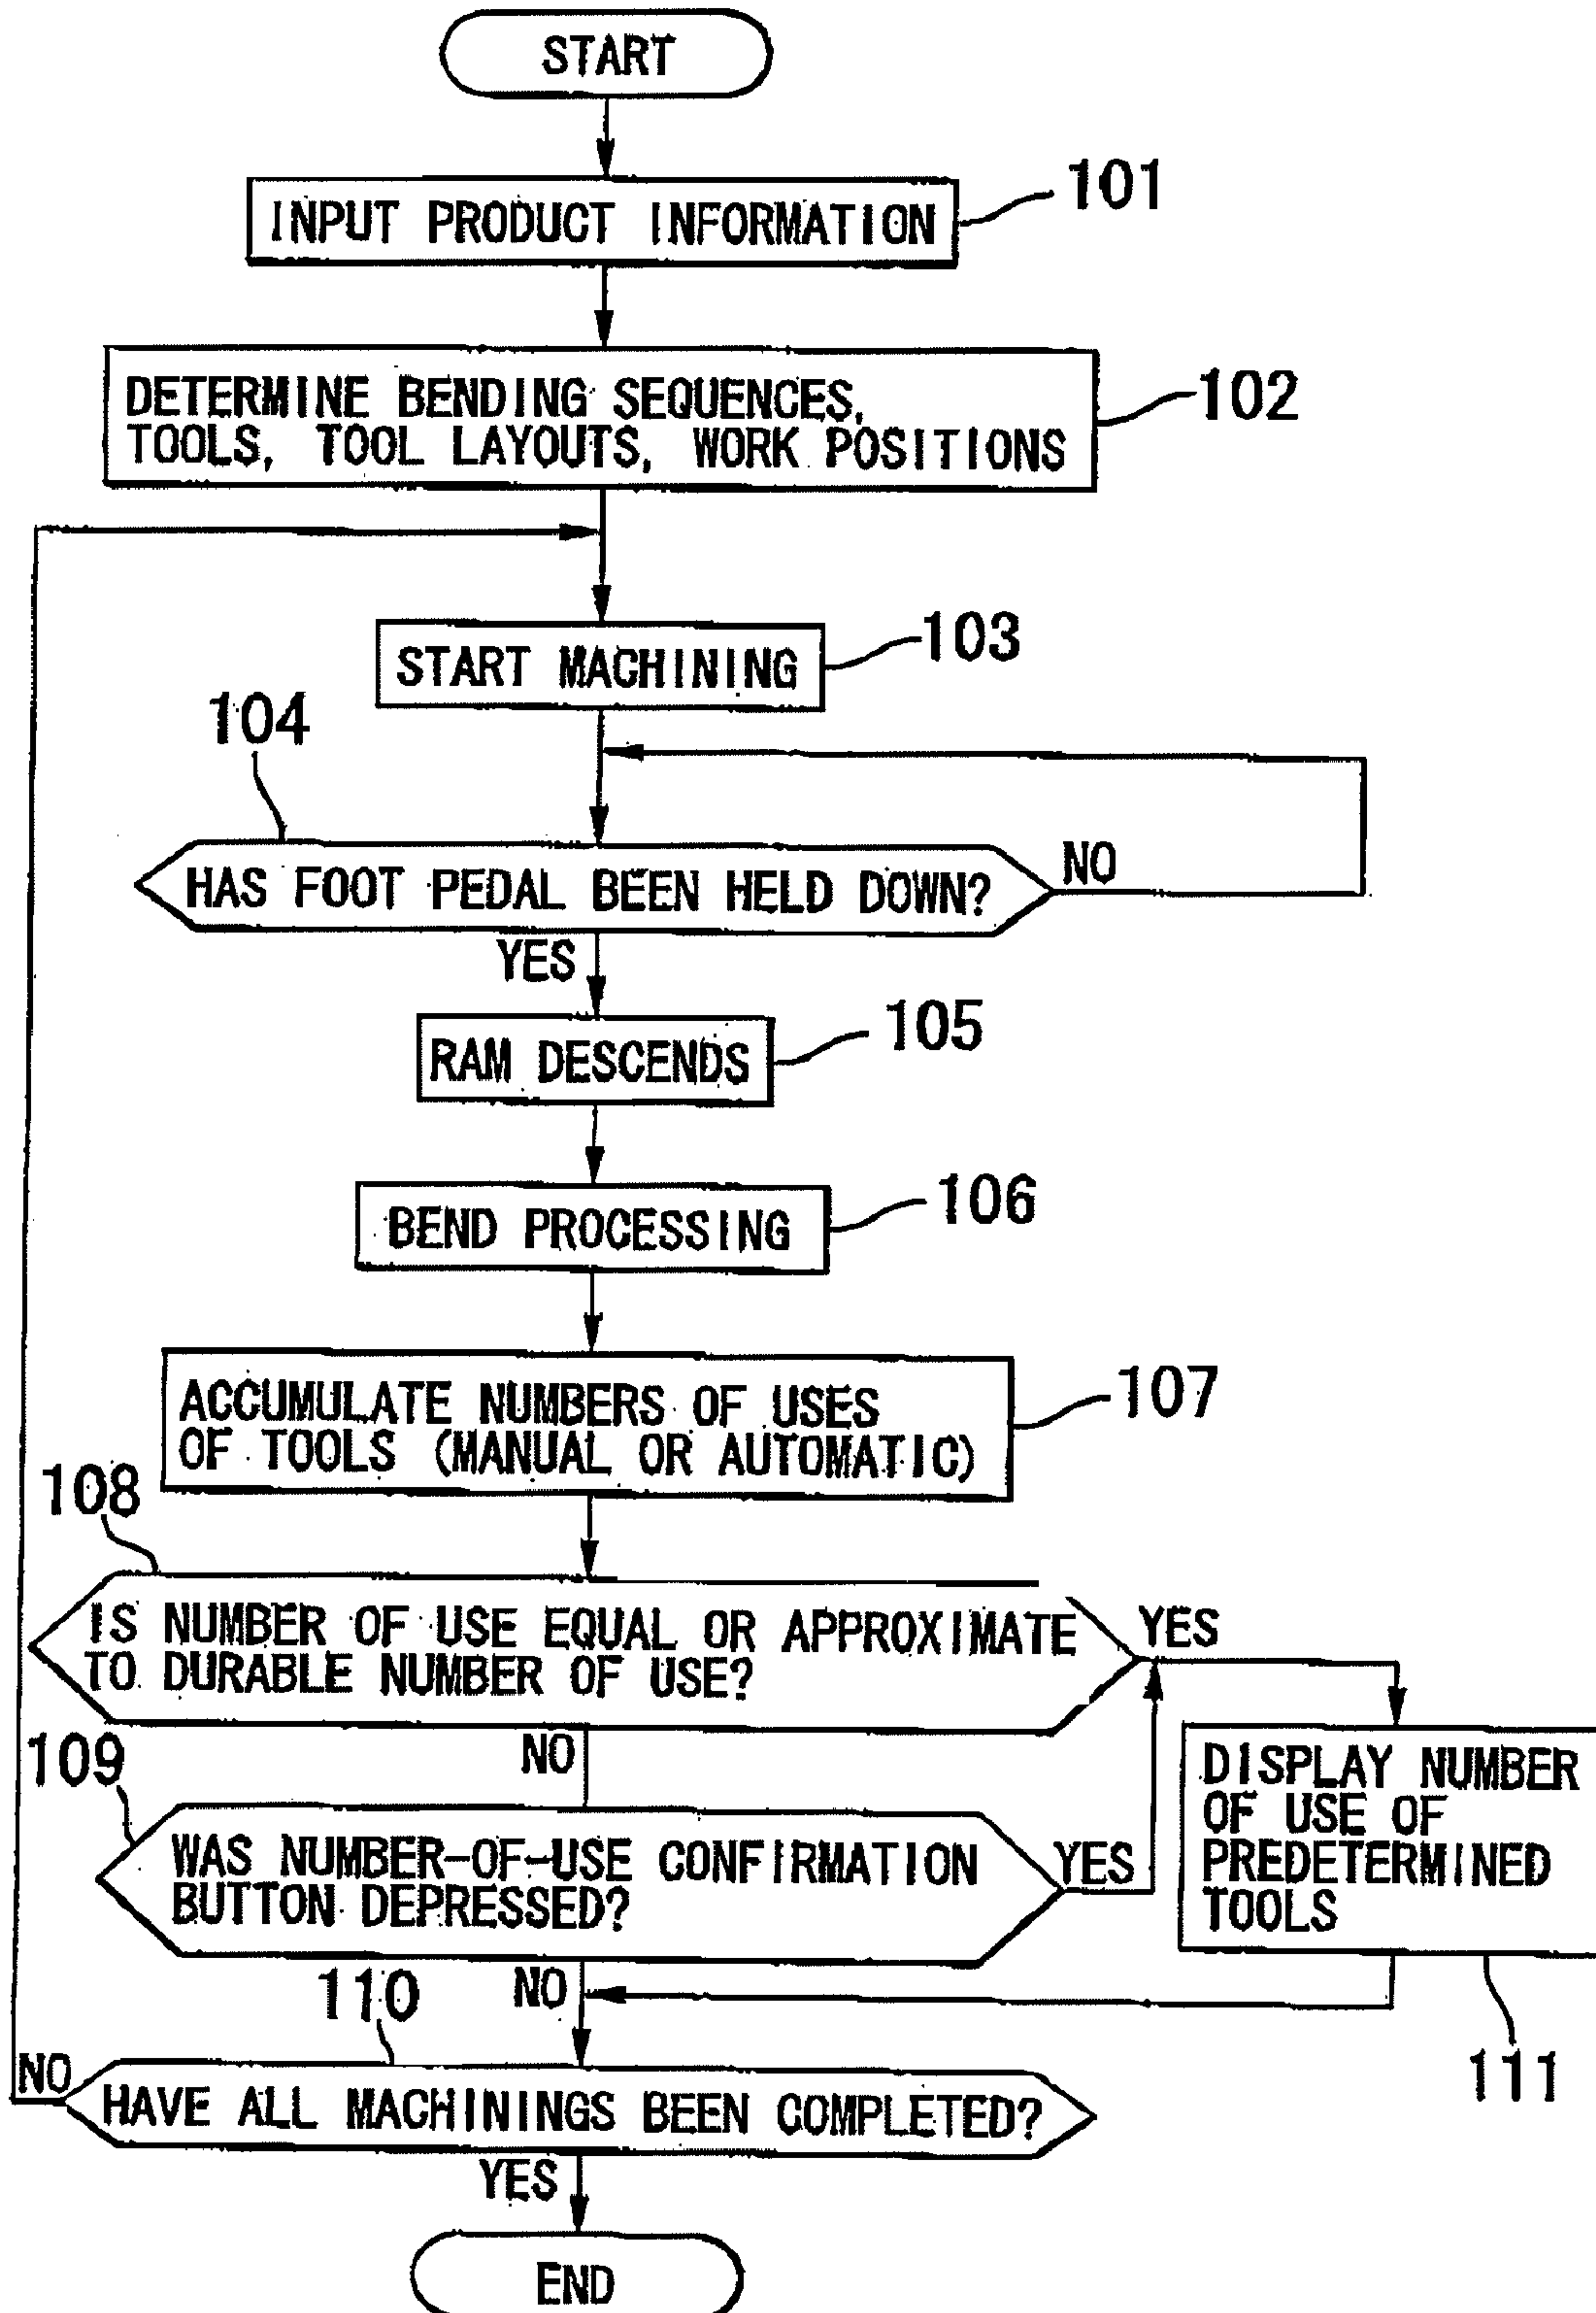 START
INPUT PRODUCT INFORMATION
101
DETERMINE BENDING SEQUENCES,
TOOLS, TOOL LAYOUTS, WORK POSITIONS
102
START MACHINING
103
104
HAS FOOT PEDAL BEEN HELD DOWN?
NO
YES
RAM DESCENDS
105
BEND PROCESSING
106
ACCUMULATE NUMBERS OF USES
OF TOOLS (MANUAL OR AUTOMATIC)
107
108
IS NUMBER OF USE EQUAL OR APPROXIMATE
TO DURABLE NUMBER OF USE?
YES
NO
109
WAS NUMBER-OF-USE CONFIRMATION
BUTTON DEPRESSED?
YES
DISPLAY NUMBER
OF USE OF
PREDETERMINED
TOOLS
111
NO
110
HAVE ALL MACHININGS BEEN COMPLETED?
NO
YES
END